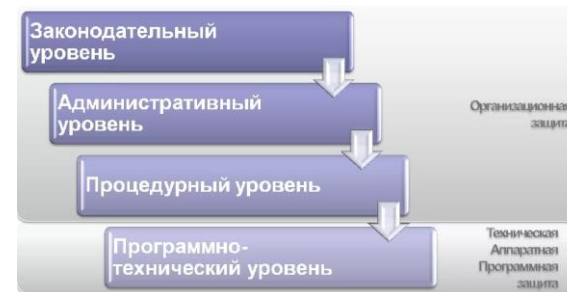 Законодательный
уровень
Административный
уровень
Организационная
защита
Процедурный уровень
Программно-
технический уровень
Техническая
Аппаратная
Программная
защита